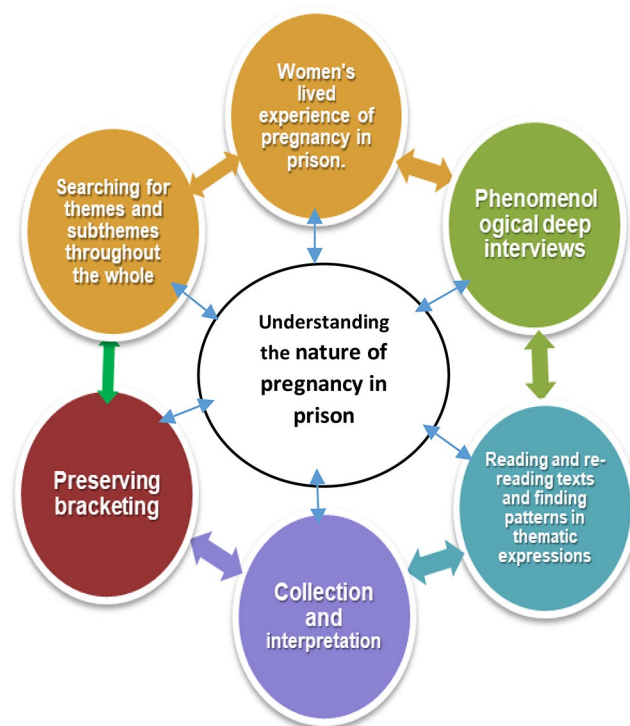 Women's
lived
experience of
pregnancy in
prison.
Phenomenol
ogical deep
interviews
Reading and re-
reading texts
and finding
patterns in
thematic
expressions
Collection
and
interpretation
Preserving
bracketing
Searching for
themes and
subthemes
throughout
the whole
Understanding
the nature of
pregnancy in
prison